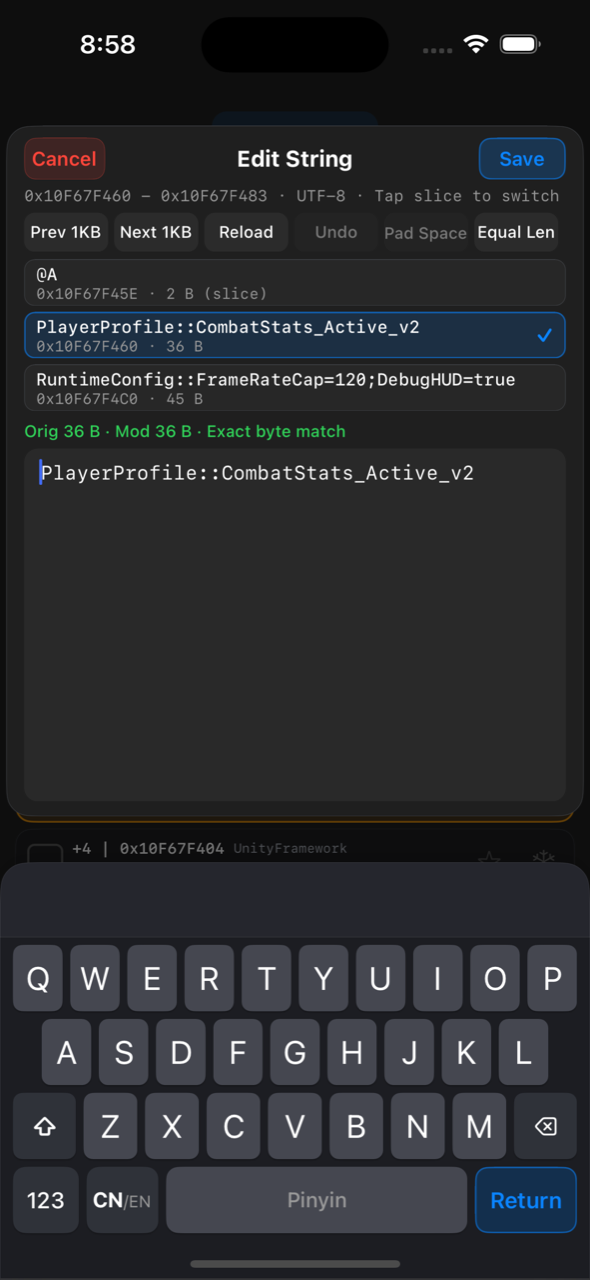 8:58
Cancel
Edit String
Save
0x10F67F460 – 0x10F67F483 · UTF-8 · Tap slice to switch
Prev 1KB
Next 1KB
Reload
Undo
Pad Space
Equal Len
@A
0x10F67F45E · 2 B (slice)
PlayerProfile::CombatStats_Active_v2
0x10F67F460 · 36 B
RuntimeConfig::FrameRateCap=120;DebugHUD=true
0x10F67F4C0 · 45 B
Orig 36 B · Mod 36 B · Exact byte match
PlayerProfile::CombatStats_Active_v2
+4 | 0x10F67F404 UnityFramework
Q W E R T Y U I O P
A S D F G H J K L
Z X C V B N M
123 CN/EN Pinyin Return